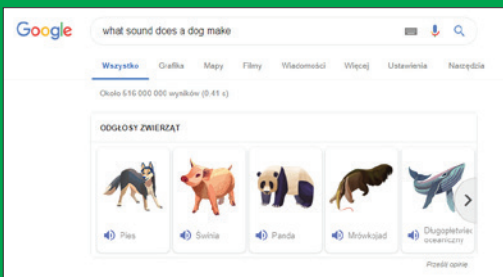 Google what sound does a dog make
Wszystko Grafika Mapy Filmy Wiadomości Więcej Ustawienia Narzędzia
Około 616 000 000 wyników (0.41 s)
ODGŁOSY ZWIERZĄT
Pies Świnia Panda Mrówkojad Długopłetwiec
oceaniczny
Prześlij opinię